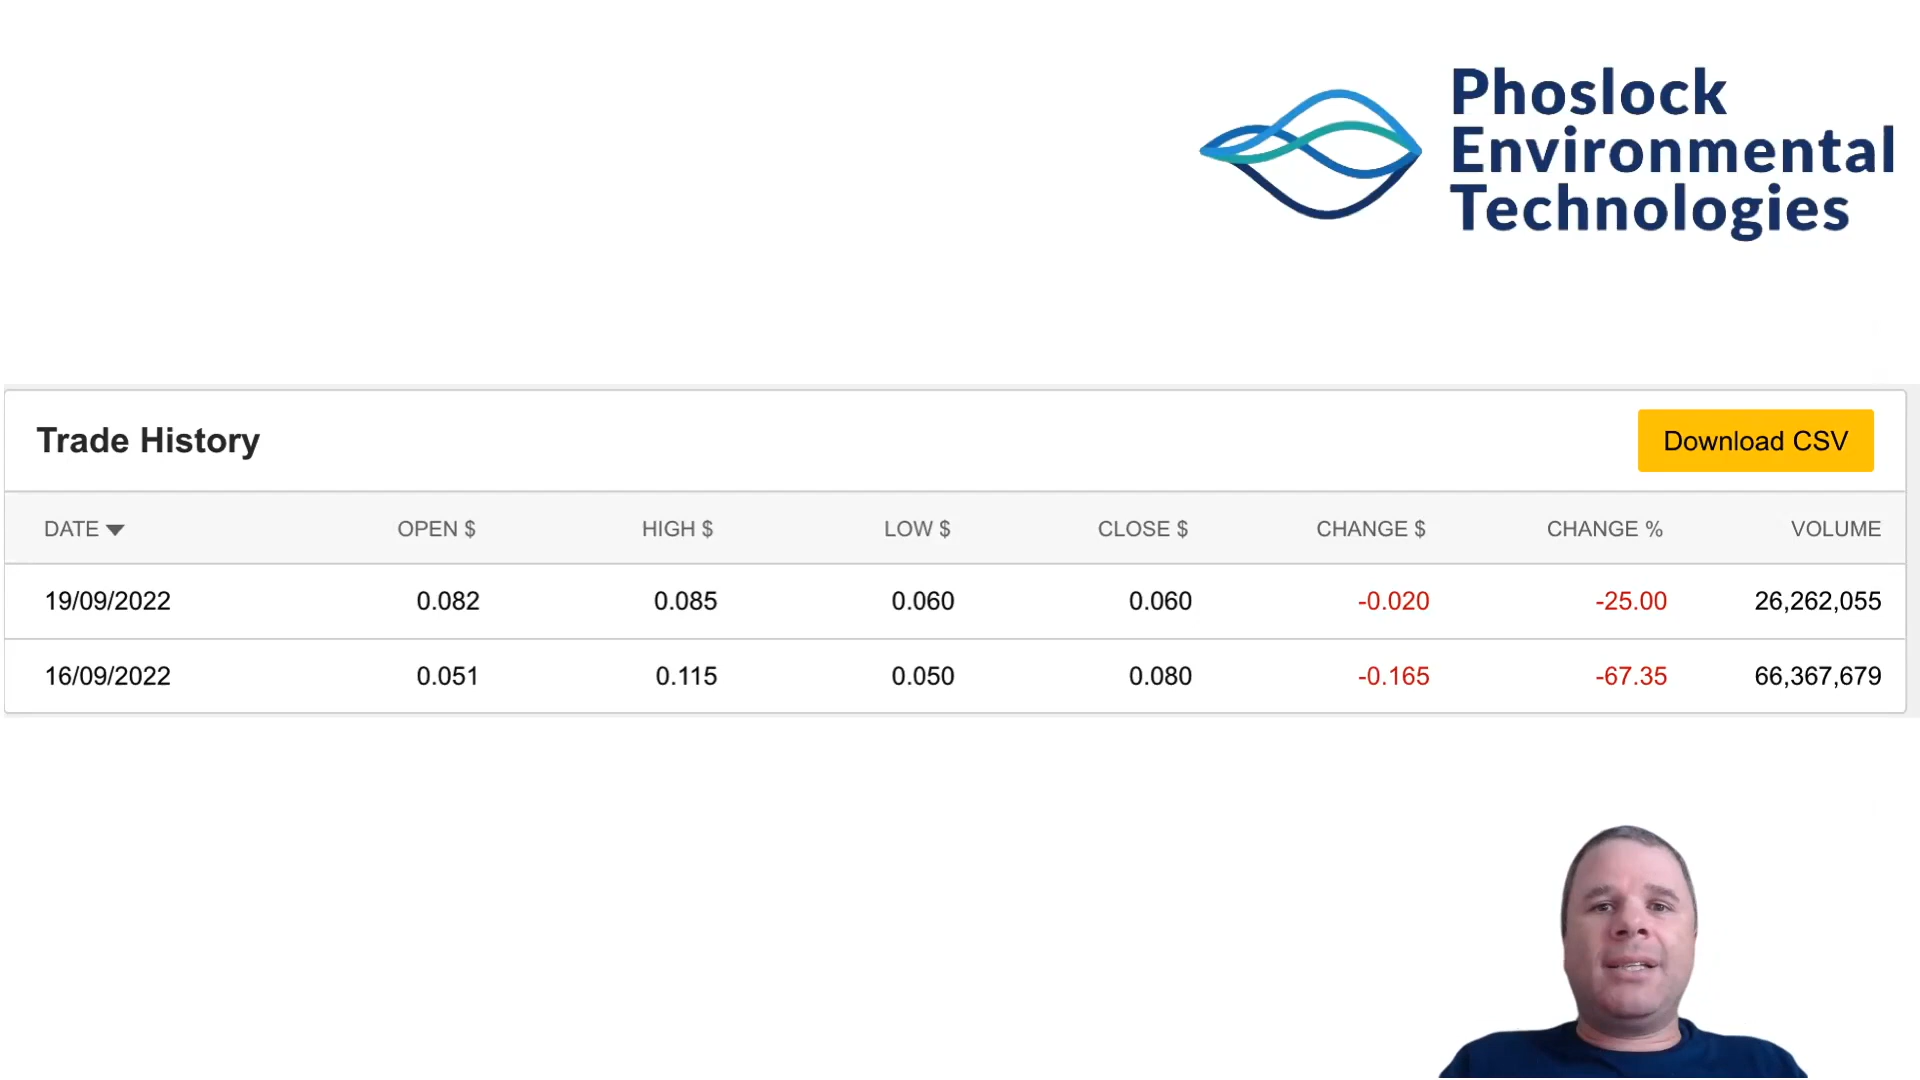 Phoslock
Environmental
Technologies
Trade History
Download CSV
DATE OPEN $ HIGH $ LOW $ CLOSE $ CHANGE $ CHANGE % VOLUME
19/09/2022 0.082 0.085 0.060 0.060 -0.020 -25.00 26,262,055
16/09/2022 0.051 0.115 0.050 0.080 -0.165 -67.35 66,367,679